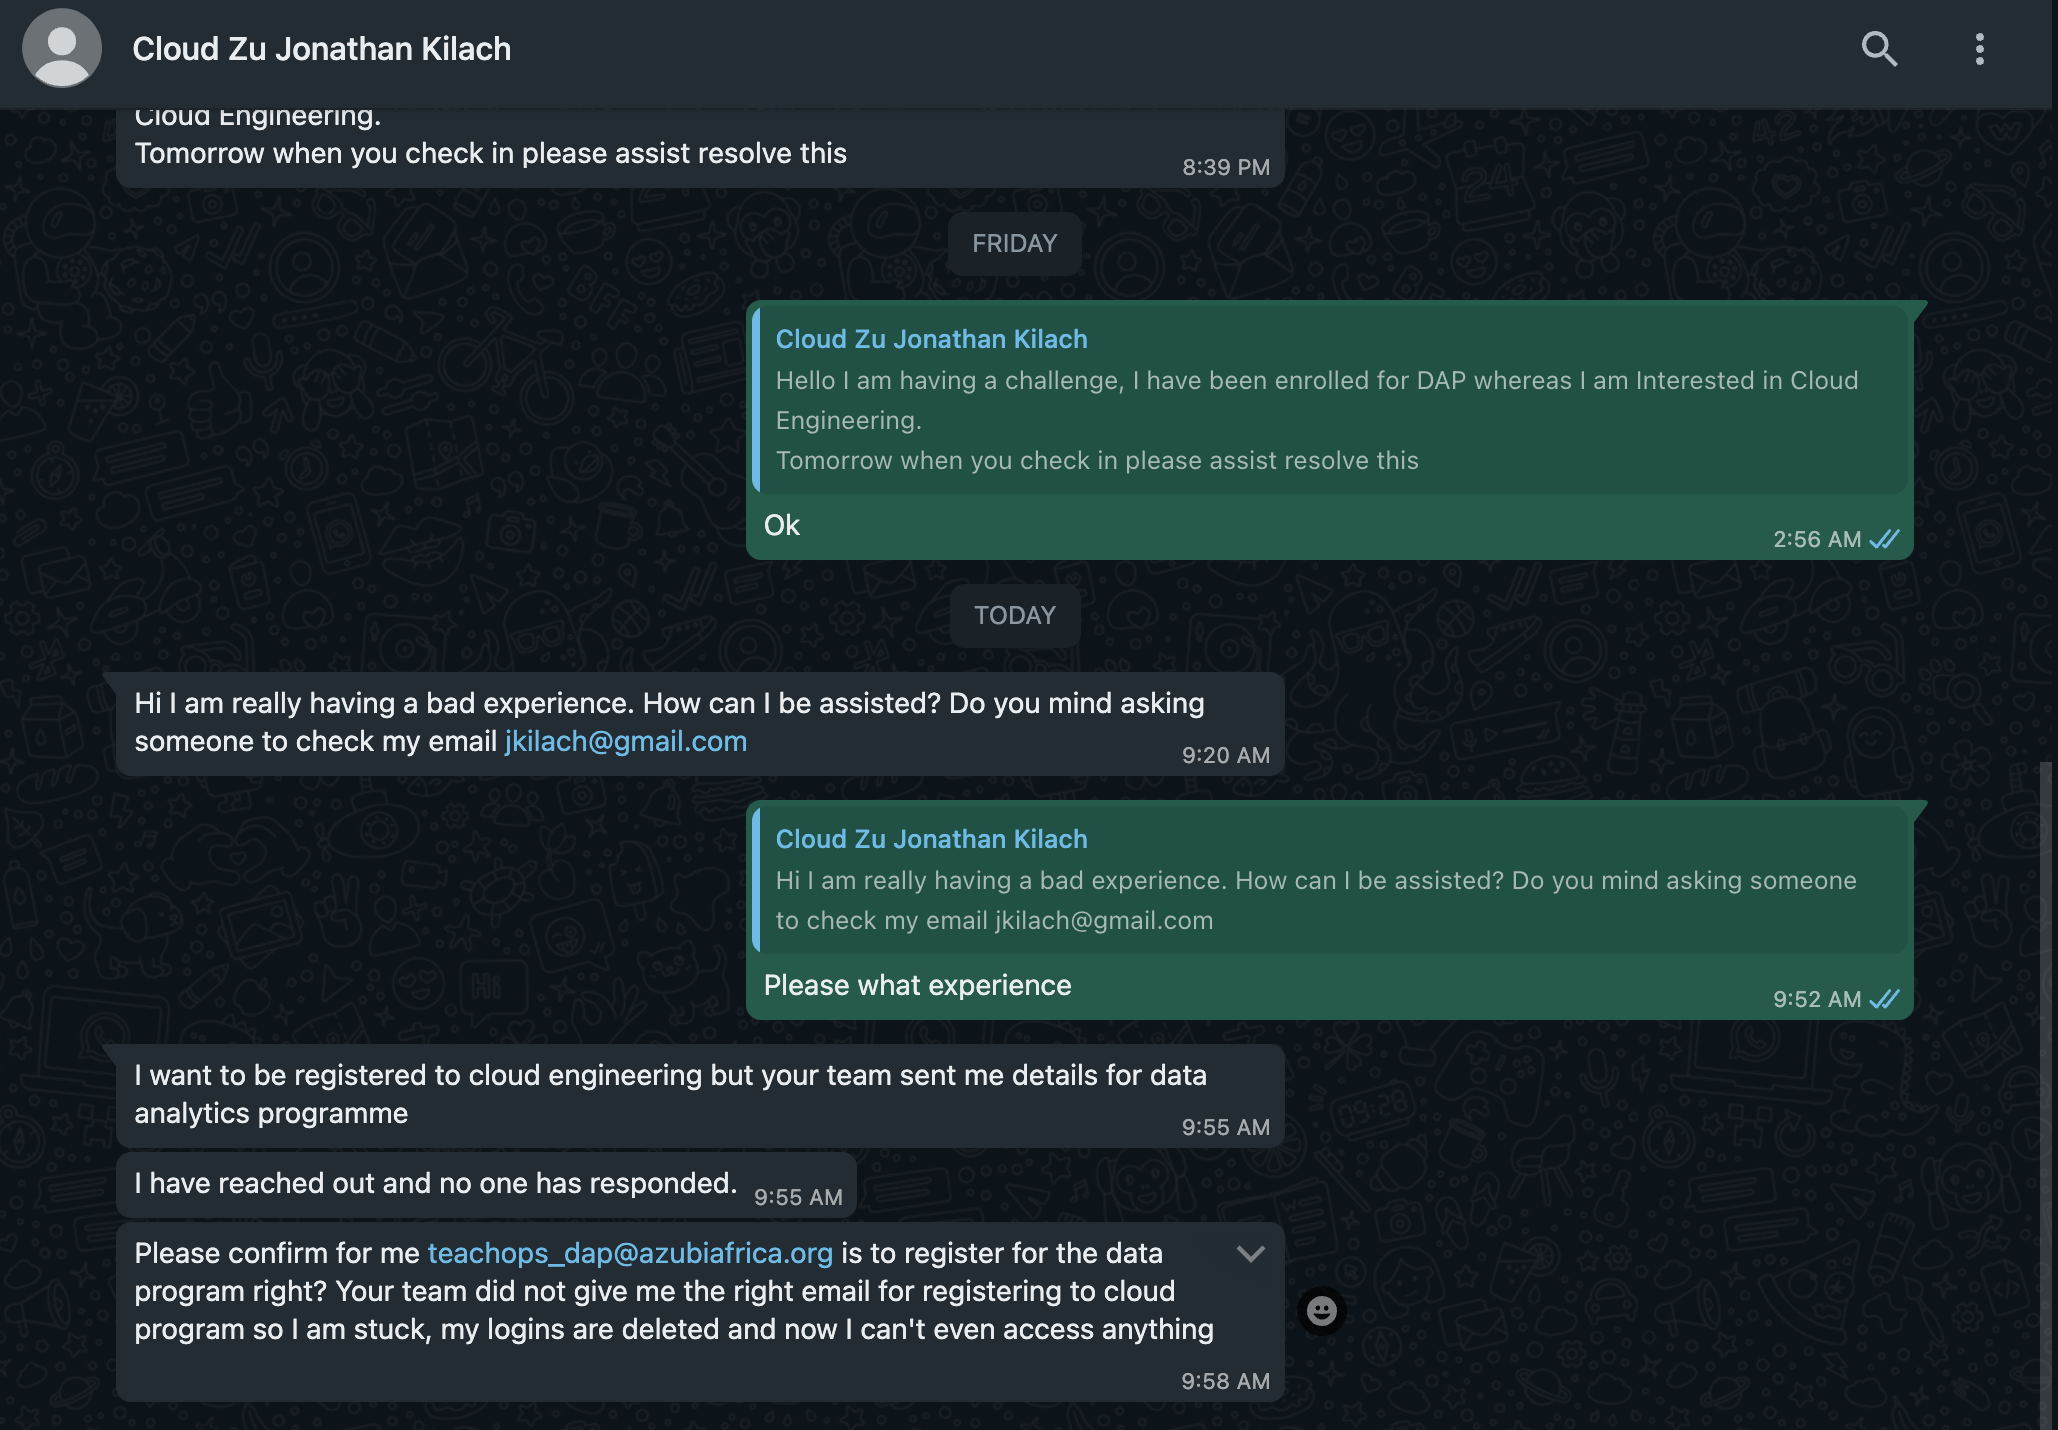 Cloud Zu Jonathan Kilach
Cloud Engineering.
Tomorrow when you check in please assist resolve this
8:39 PM
FRIDAY
Cloud Zu Jonathan Kilach
Hello I am having a challenge, I have been enrolled for DAP whereas I am Interested in Cloud
Engineering.
Tomorrow when you check in please assist resolve this
Ok
2:56 AM
TODAY
Hi I am really having a bad experience. How can I be assisted? Do you mind asking
someone to check my email jkilach@gmail.com
9:20 AM
Cloud Zu Jonathan Kilach
Hi I am really having a bad experience. How can I be assisted? Do you mind asking someone
to check my email jkilach@gmail.com
Please what experience
9:52 AM
I want to be registered to cloud engineering but your team sent me details for data
analytics programme
9:55 AM
I have reached out and no one has responded.
9:55 AM
Please confirm for me teachops_dap@azubiafrica.org is to register for the data
program right? Your team did not give me the right email for registering to cloud
program so I am stuck, my logins are deleted and now I can't even access anything
9:58 AM